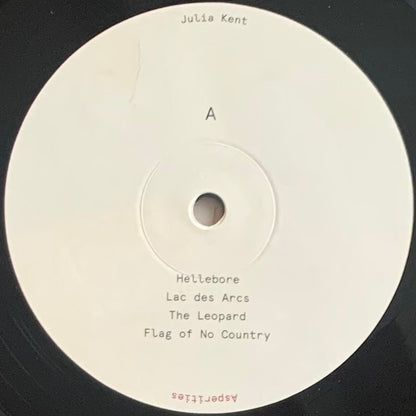 Julia Kent
A
Hellebore
Lac des Arcs
The Leopard
Flag of No Country
Asperities